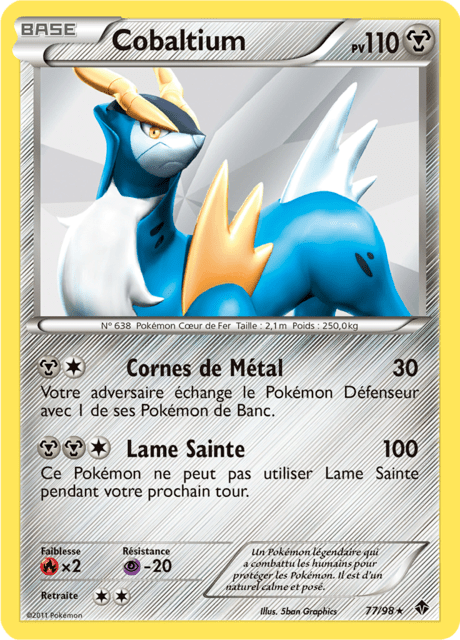 BASE Cobaltium PV110
N° 638 Pokémon Cœur de Fer Taille : 2,1m Poids : 250,0kg
Cornes de Métal 30
Votre adversaire échange le Pokémon Défenseur
avec 1 de ses Pokémon de Banc.
Lame Sainte 100
Ce Pokémon ne peut pas utiliser Lame Sainte
pendant votre prochain tour.
Faiblesse Résistance
×2 -20
Retraite
Un Pokémon légendaire qui
a combattu les humains pour
protéger les Pokémon. Il est d'un
naturel calme et posé.
©2011 Pokémon Illus. 5ban Graphics 77/98 ★